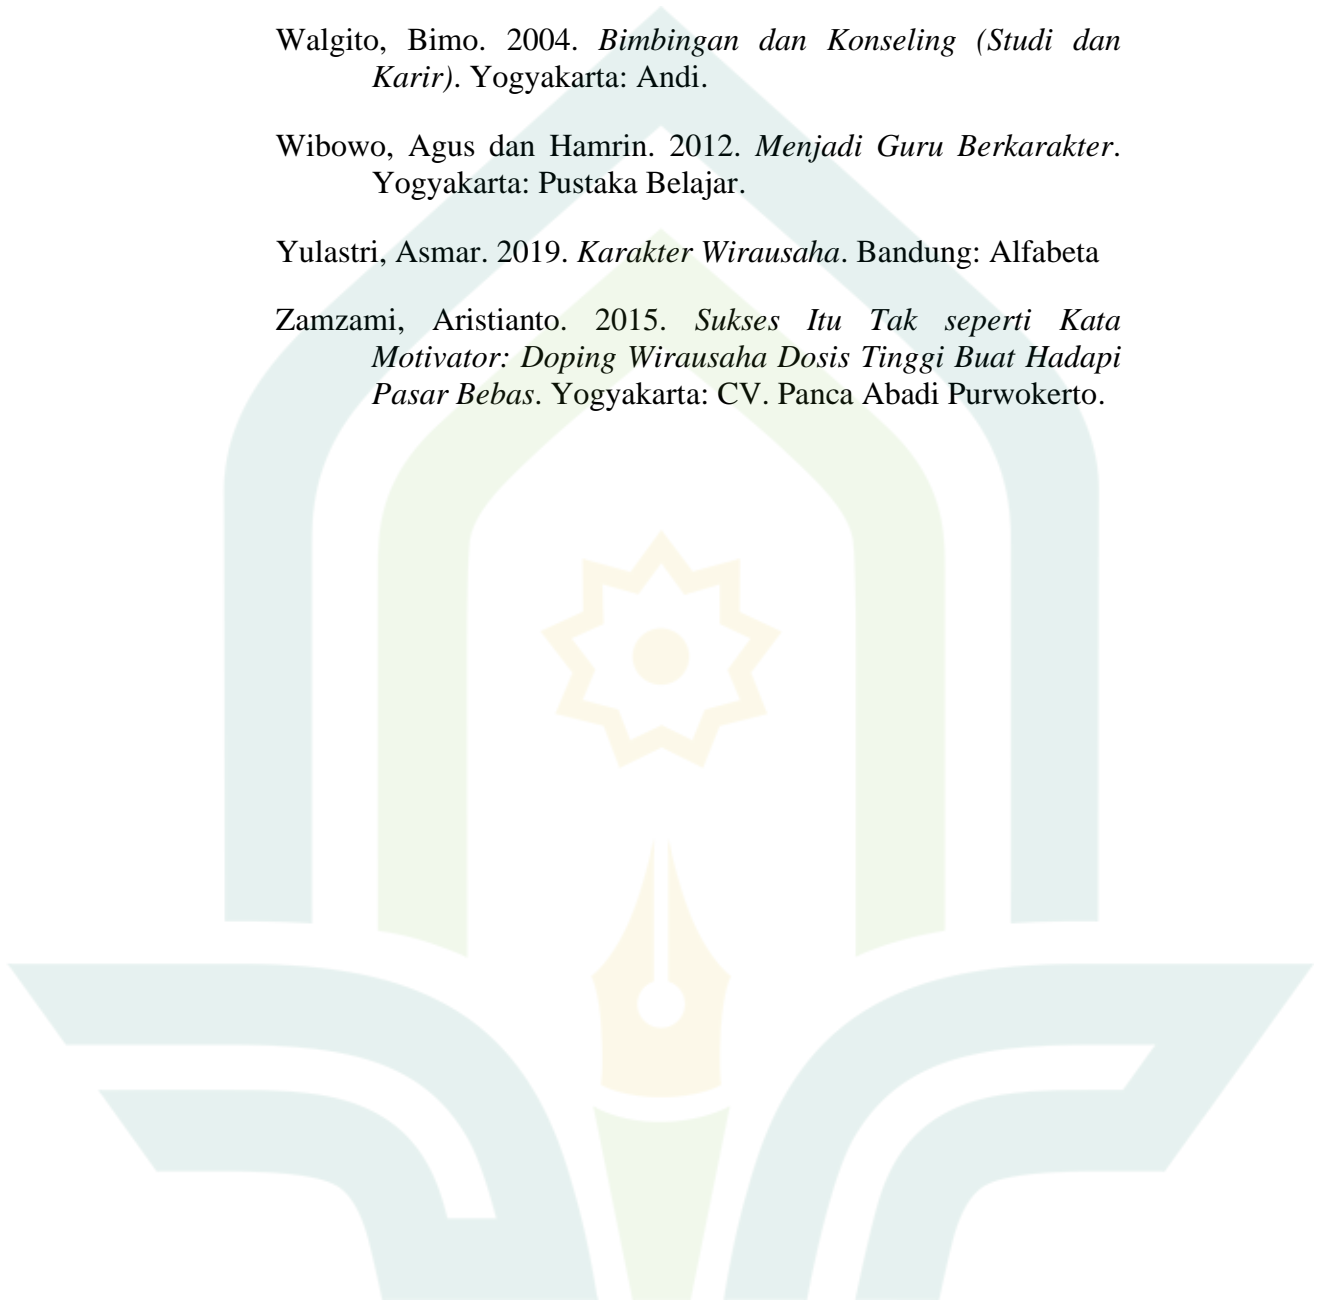 Walgito, Bimo. 2004. Bimbingan dan Konseling (Studi dan
Karir). Yogyakarta: Andi.
Wibowo, Agus dan Hamrin. 2012. Menjadi Guru Berkarakter.
Yogyakarta: Pustaka Belajar.
Yulastri, Asmar. 2019. Karakter Wirausaha. Bandung: Alfabeta
Zamzami, Aristianto. 2015. Sukses Itu Tak seperti Kata
Motivator: Doping Wirausaha Dosis Tinggi Buat Hadapi
Pasar Bebas. Yogyakarta: CV. Panca Abadi Purwokerto.